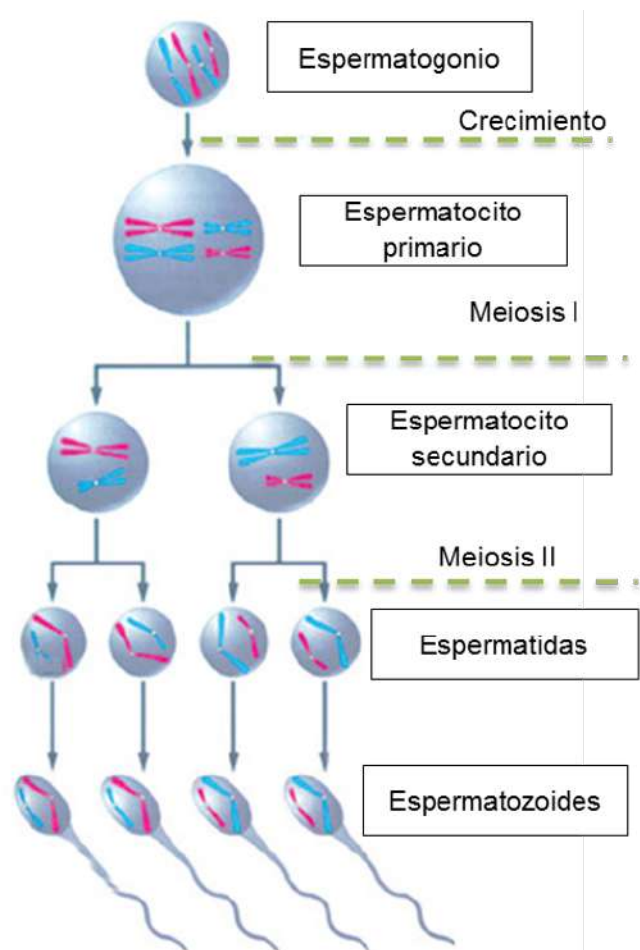 Espermatogonio
Crecimiento
Espermatocito
primario
Meiosis I
Espermatocito
secundario
Meiosis II
Espermatidas
Espermatozoides